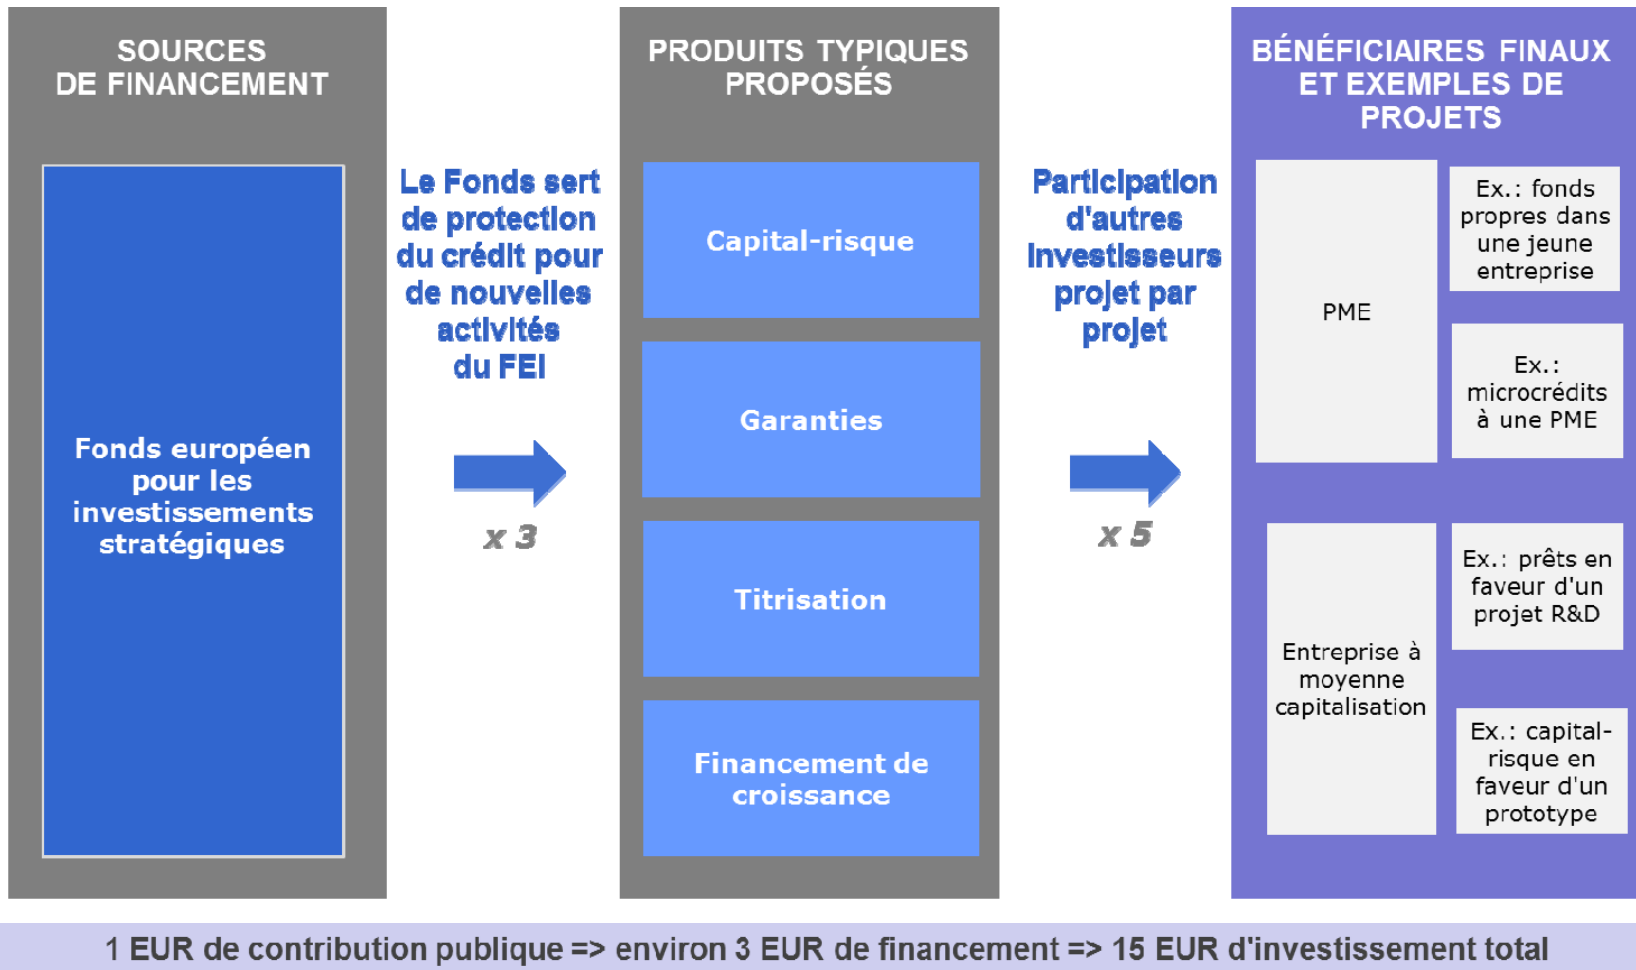 SOURCES
DE FINANCEMENT
Fonds européen
pour les
investissements
stratégiques
Le Fonds sert
de protection
du crédit pour
de nouvelles
activités
du FEI
x 3
PRODUITS TYPIQUES
PROPOSÉS
Capital-risque
Garanties
Titrisation
Financement de
croissance
Participation
d'autres
investisseurs
projet par
projet
x 5
BÉNÉFICIAIRES FINAUX
ET EXEMPLES DE
PROJETS
PME
Ex.: fonds
propres dans
une jeune
entreprise
Ex.:
microcrédits
à une PME
Entreprise à
moyenne
capitalisation
Ex.: prêts en
faveur d'un
projet R&D
Ex.: capital-
risque en
faveur d'un
prototype
1 EUR de contribution publique => environ 3 EUR de financement => 15 EUR d'investissement total